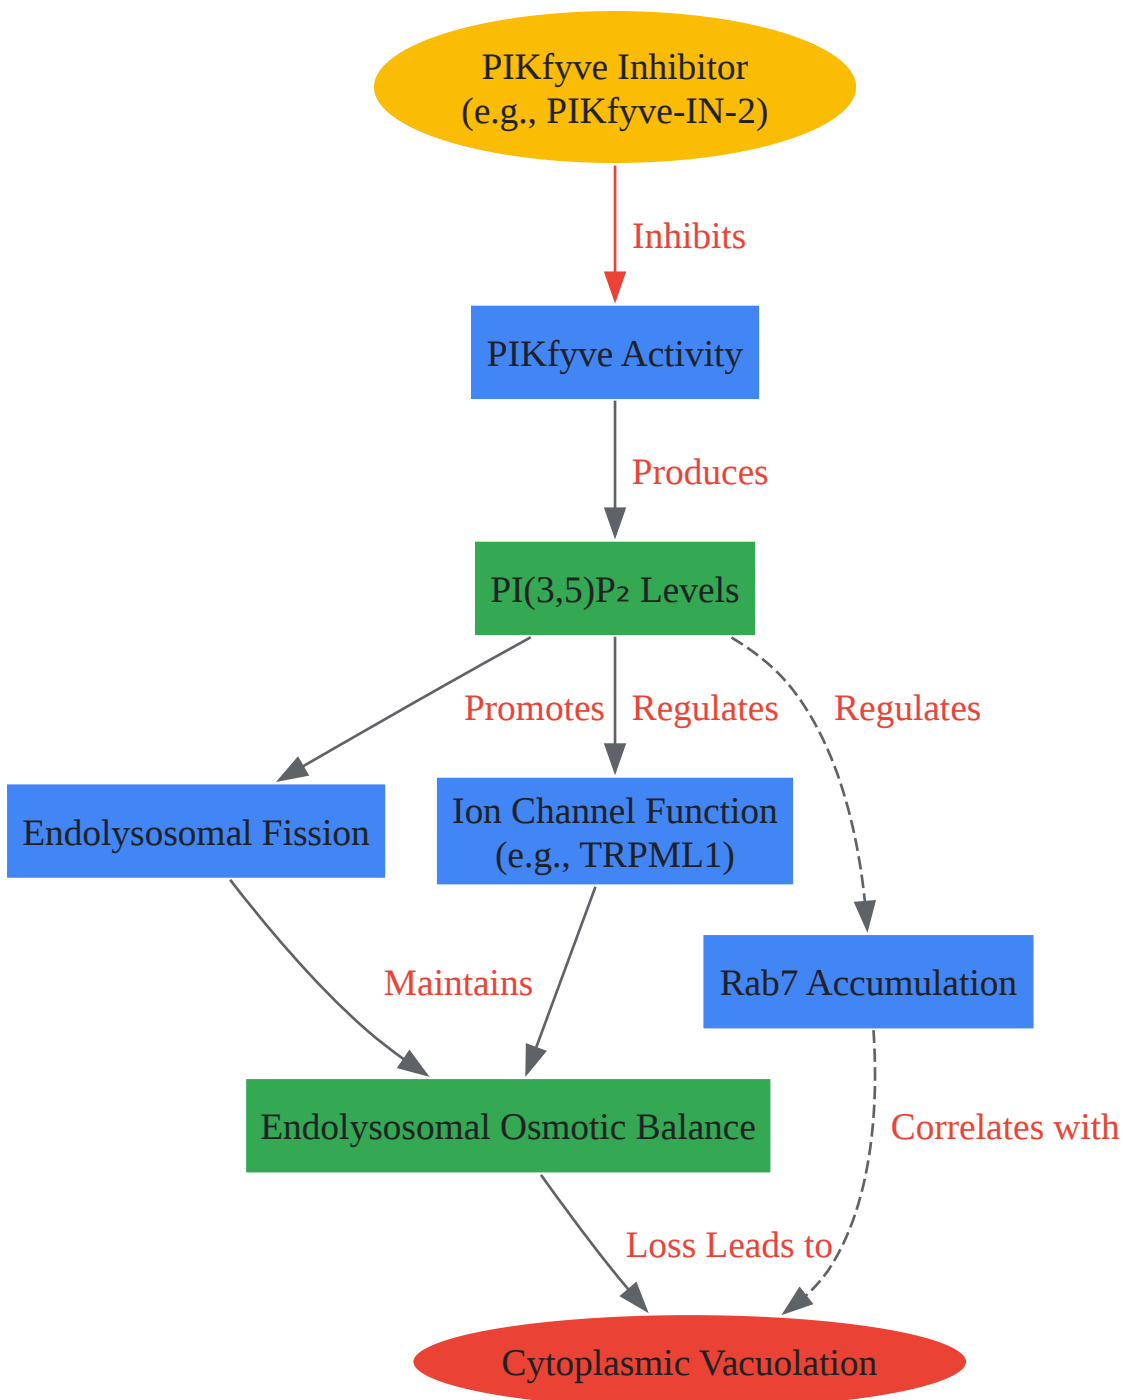 PIKfyve Inhibitor
(e.g., PIKfyve-IN-2)
Inhibits
PIKfyve Activity
Produces
PI(3,5)P₂ Levels
Promotes
Regulates
Regulates
Endolysosomal Fission
Ion Channel Function
(e.g., TRPML1)
Maintains
Rab7 Accumulation
Endolysosomal Osmotic Balance
Correlates with
Loss Leads to
Cytoplasmic Vacuolation